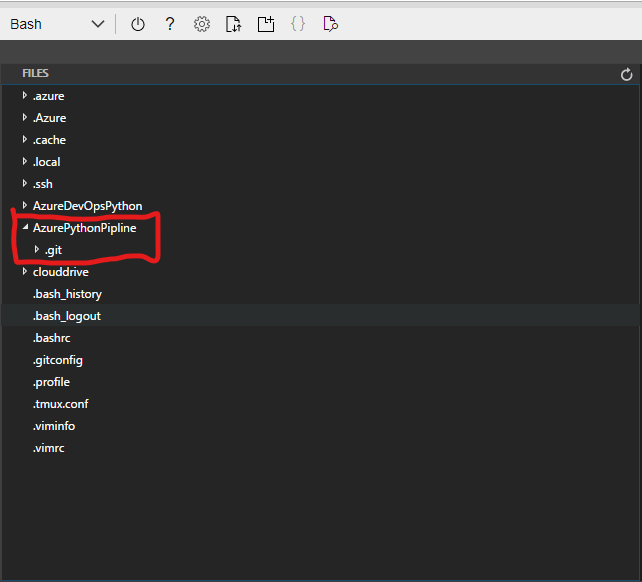 Bash
?
{}
FILES
.azure
.Azure
.cache
.local
.ssh
AzureDevOpsPython
AzurePythonPipline
.git
clouddrive
.bash_history
.bash_logout
.bashrc
.gitconfig
.profile
.tmux.conf
.viminfo
.vimrc